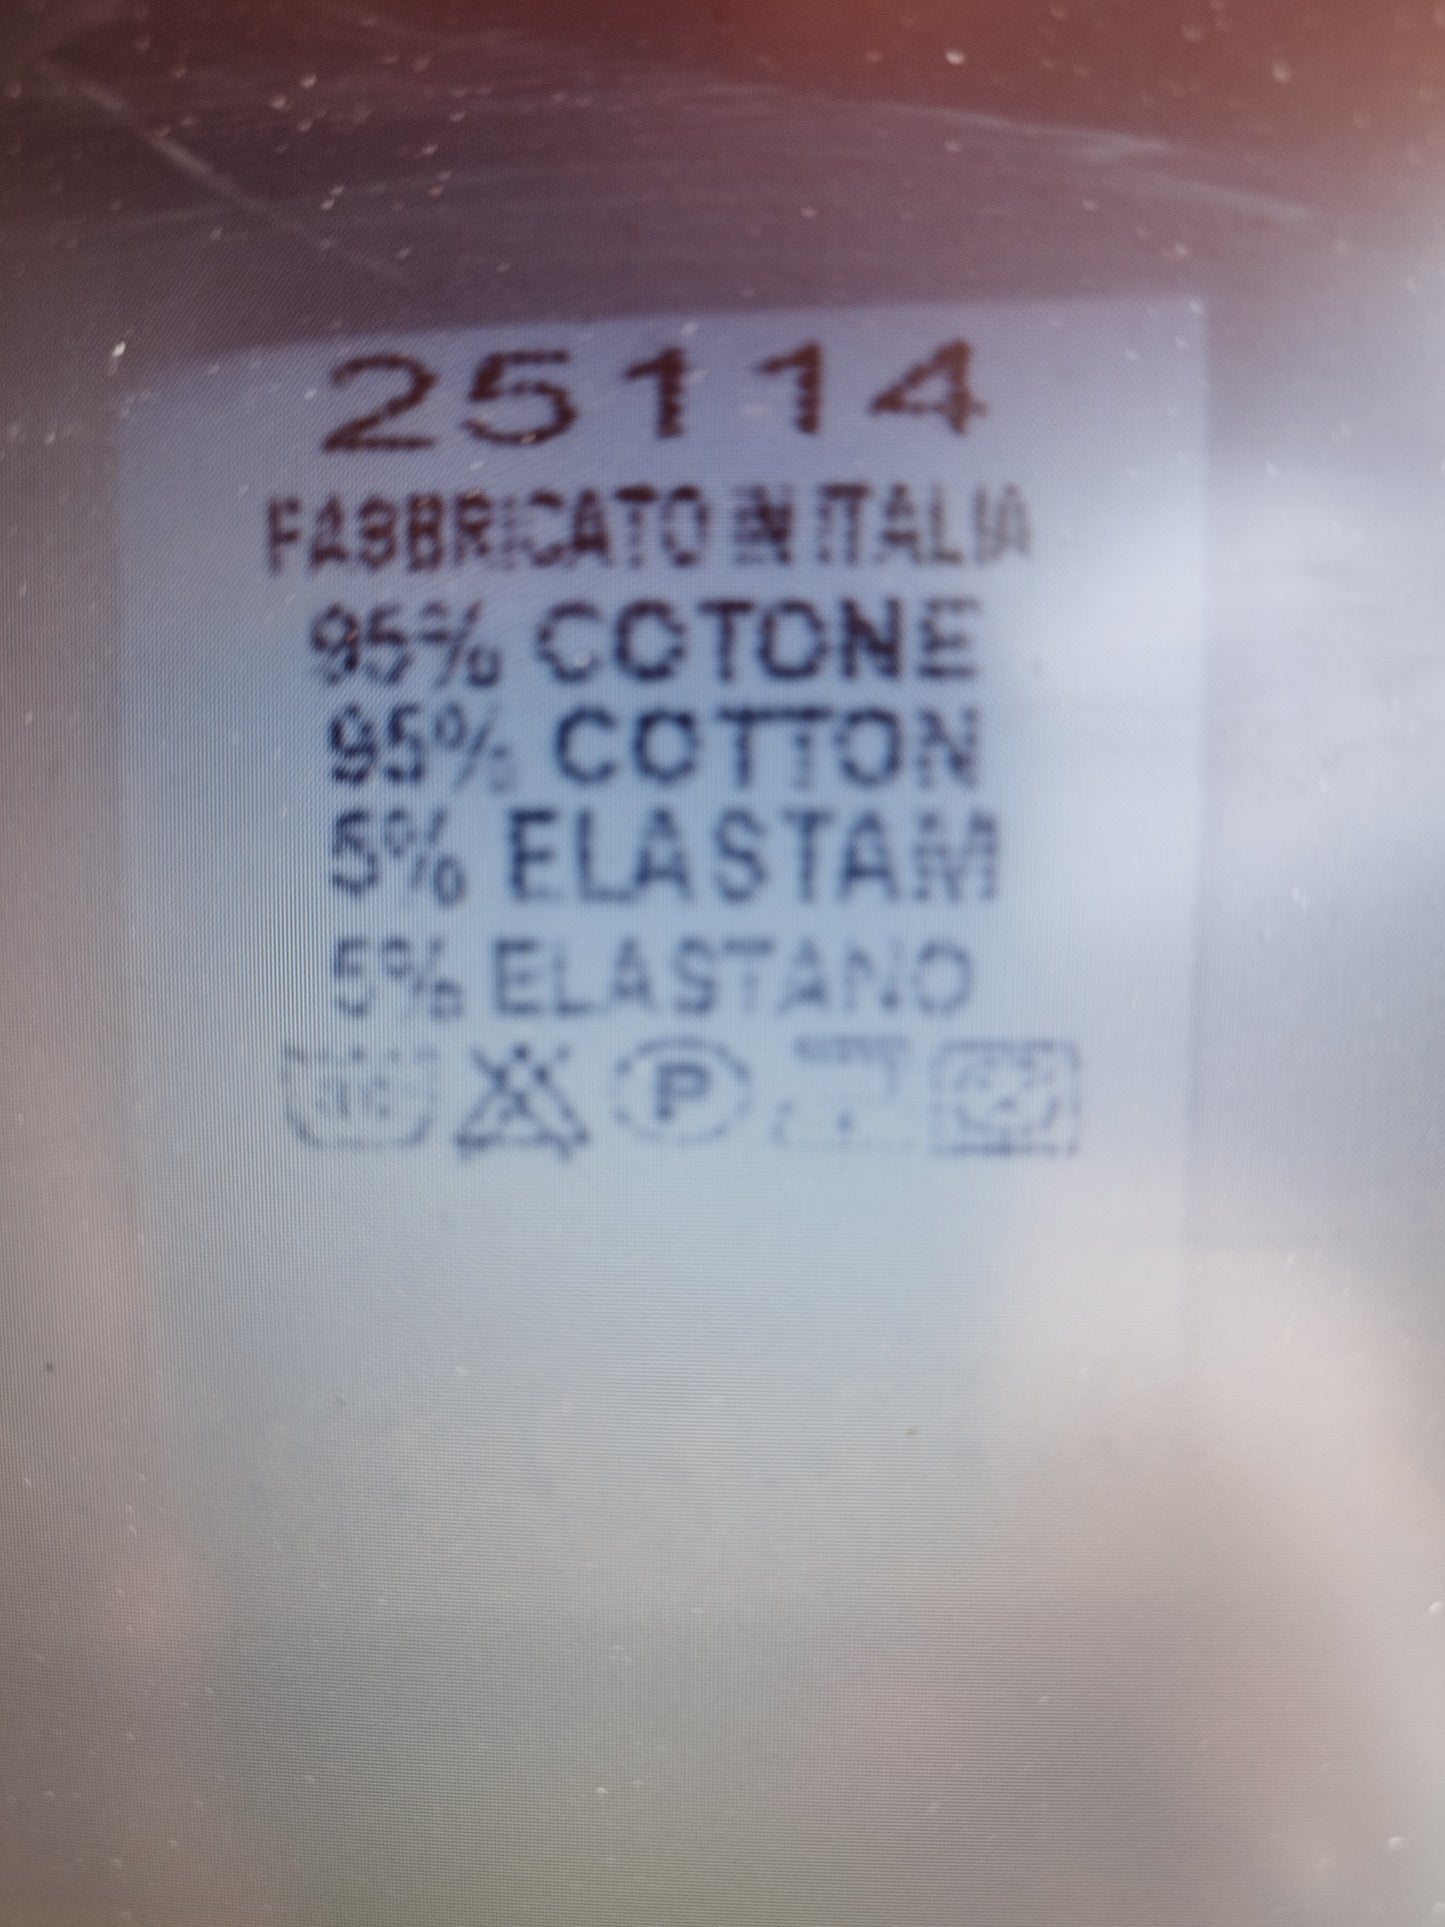 25114
FABBRICATO IN ITALIA
95% COTONE
95% COTTON
5% ELASTAM
5% ELASTANO
P